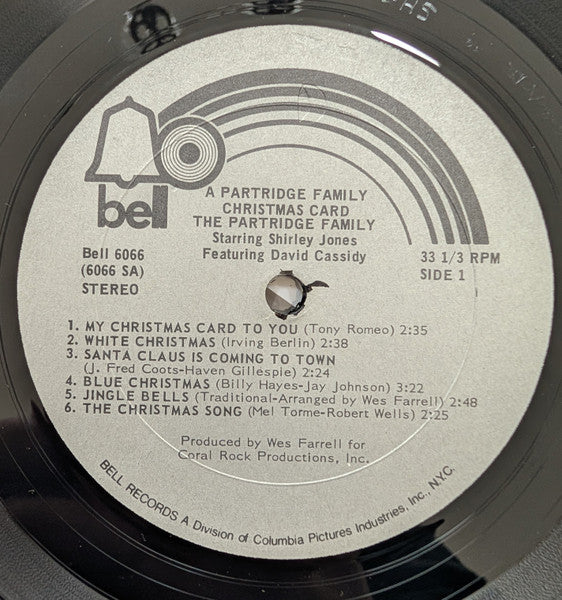 bell
A PARTRIDGE FAMILY
CHRISTMAS CARD
THE PARTRIDGE FAMILY
Starring Shirley Jones
Featuring David Cassidy
Bell 6066
(6066 SA)
STEREO
33 1/3 RPM
SIDE 1
1. MY CHRISTMAS CARD TO YOU (Tony Romeo) 2:35
2. WHITE CHRISTMAS (Irving Berlin) 2:38
3. SANTA CLAUS IS COMING TO TOWN
(J. Fred Coots-Haven Gillespie) 2:24
4. BLUE CHRISTMAS (Billy Hayes-Jay Johnson) 3:22
5. JINGLE BELLS (Traditional-Arranged by Wes Farrell) 2:48
6. THE CHRISTMAS SONG (Mel Torme-Robert Wells) 2:25
Produced by Wes Farrell for
Coral Rock Productions, Inc.
BELL RECORDS A Division of Columbia Pictures Industries, Inc., NYC.